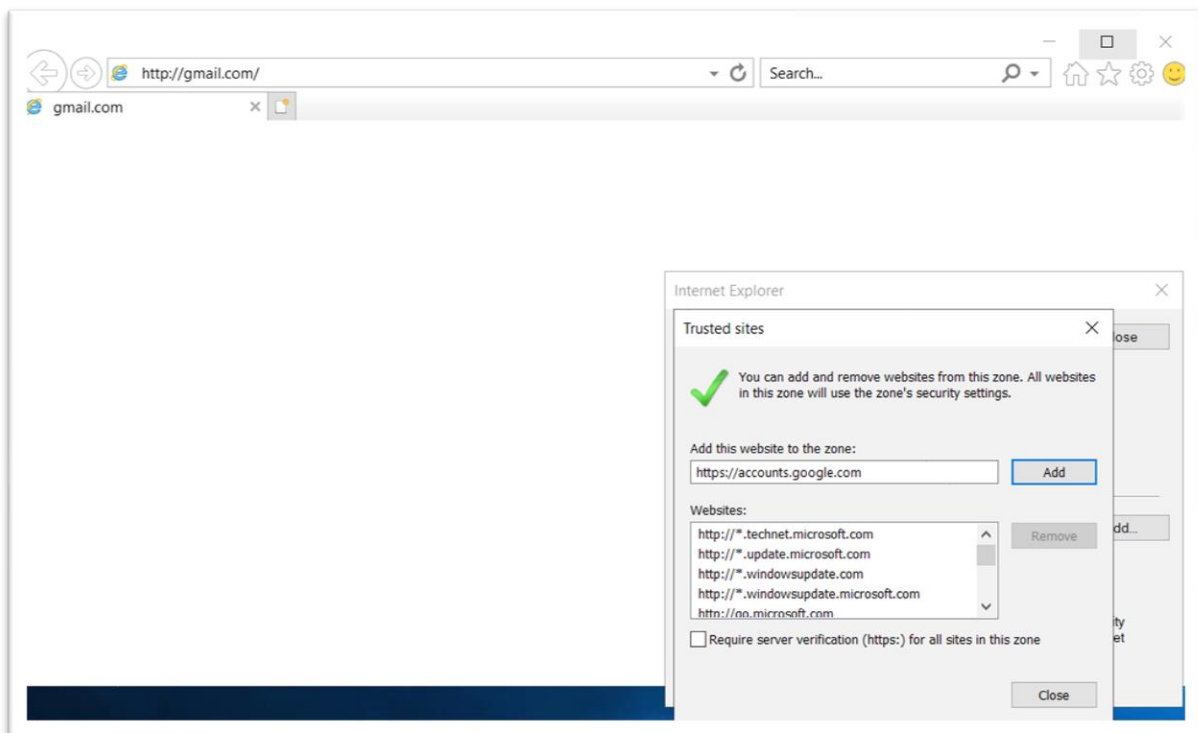 http://gmail.com/
Search...
gmail.com
Internet Explorer
Trusted sites
lose
You can add and remove websites from this zone. All websites
in this zone will use the zone's security settings.
Add this website to the zone:
https://accounts.google.com
Add
Websites:
http://*.technet.microsoft.com
http://*.update.microsoft.com
http://*.windowsupdate.com
http://*.windowsupdate.microsoft.com
http://go.microsoft.com
Remove
dd...
ity
et
Require server verification (https:) for all sites in this zone
Close